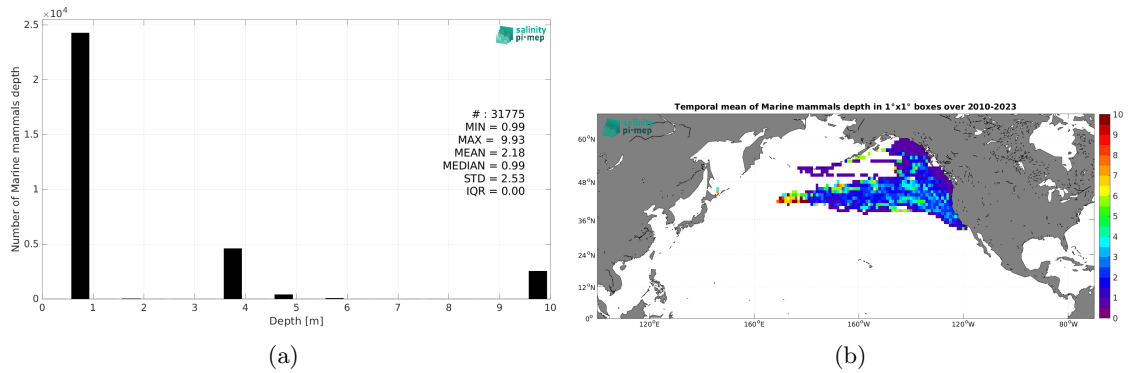 2.5 ×10⁴
2
1.5
1
0.5
0
0 1 2 3 4 5 6 7 8 9 10
Number of Marine mammals depth
Depth [m]
salinity
pi-mep
# : 31775
MIN = 0.99
MAX = 9.93
MEAN = 2.18
MEDIAN = 0.99
STD = 2.53
IQR = 0.00
(a)
Temporal mean of Marine mammals depth in 1°x1° boxes over 2010-2023
salinity
pi-mep
60°N
48°N
36°N
24°N
12°N
0°
120°E 160°E 160°W 120°W 80°W
10
9
8
7
6
5
4
3
2
1
0
(b)